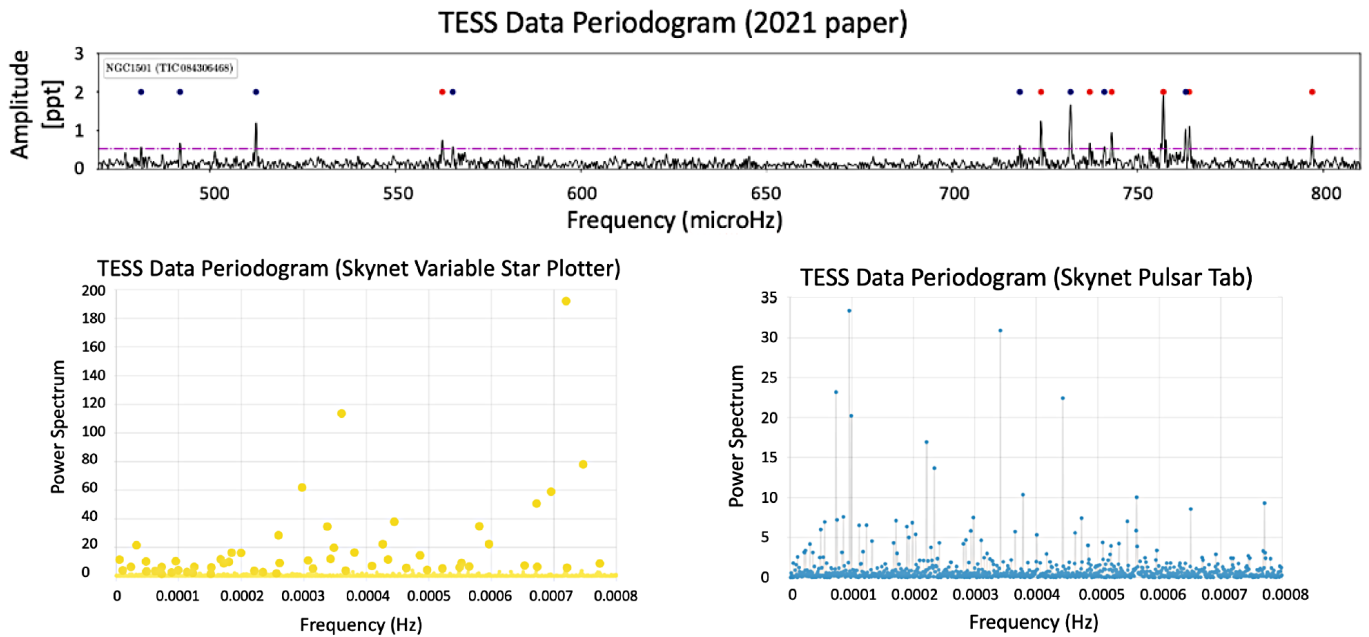 TESS Data Periodogram (2021 paper)
3
2
1
0
Amplitude
[ppt]
NGC1501 (TIC084306468)
500 550 600 650 700 750 800
Frequency (microHz)
TESS Data Periodogram (Skynet Variable Star Plotter)
200
180
160
140
120
100
80
60
40
20
0
Power Spectrum
0 0.0001 0.0002 0.0003 0.0004 0.0005 0.0006 0.0007 0.0008
Frequency (Hz)
TESS Data Periodogram (Skynet Pulsar Tab)
35
30
25
20
15
10
5
0
Power Spectrum
0 0.0001 0.0002 0.0003 0.0004 0.0005 0.0006 0.0007 0.0008
Frequency (Hz)